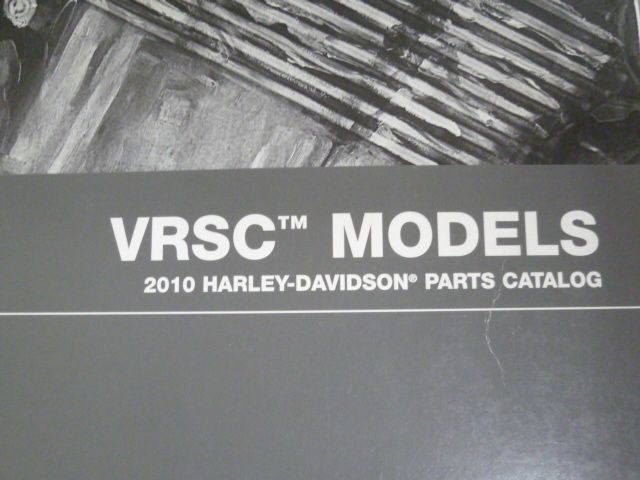 VRSC™ MODELS
2010 HARLEY-DAVIDSON® PARTS CATALOG